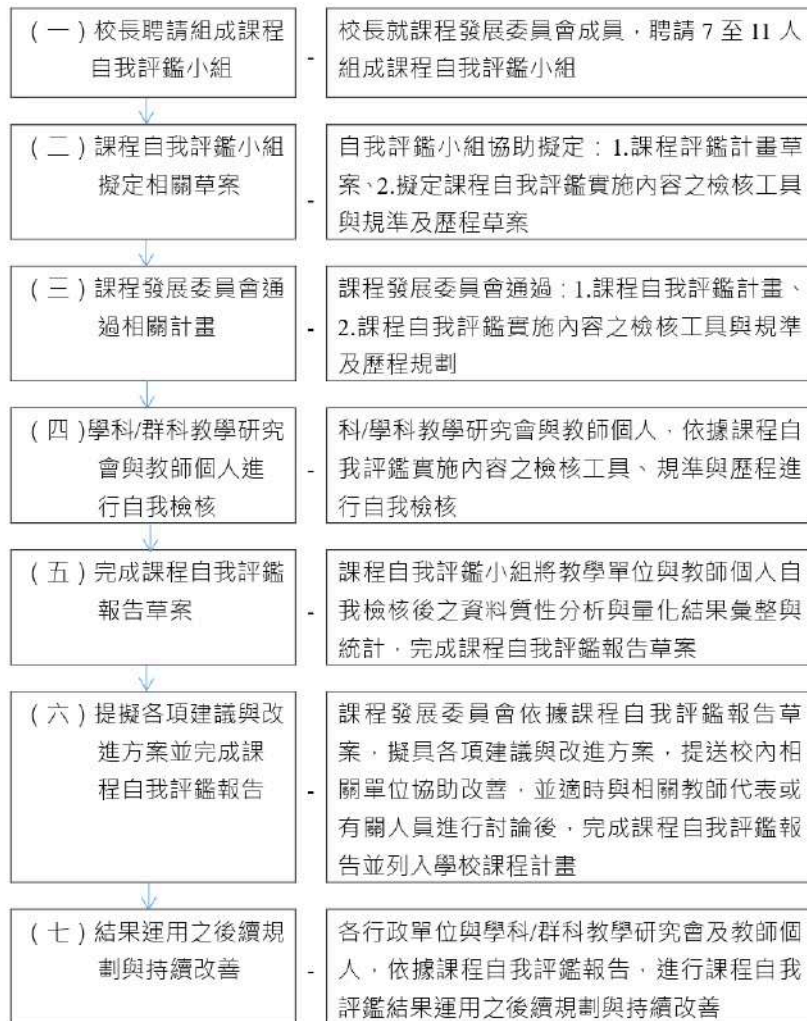 (一)校長聘請組成課程
自我評鑑小組
-
校長就課程發展委員會成員，聘請 7 至 11 人
組成課程自我評鑑小組
(二)課程自我評鑑小組
擬定相關草案
-
自我評鑑小組協助擬定：1.課程評鑑計畫草
案、2.擬定課程自我評鑑實施內容之檢核工具
與規準及歷程草案
(三)課程發展委員會通
過相關計畫
-
課程發展委員會通過：1.課程自我評鑑計畫、
2.課程自我評鑑實施內容之檢核工具與規準
及歷程規劃
(四)學科/群科教學研究
會與教師個人進
行自我檢核
-
科/學科教學研究會與教師個人，依據課程自
我評鑑實施內容之檢核工具、規準與歷程進
行自我檢核
(五)完成課程自我評鑑
報告草案
-
課程自我評鑑小組將教學單位與教師個人自
我檢核後之資料質性分析與量化結果彙整與
統計，完成課程自我評鑑報告草案
(六)提擬各項建議與改
進方案並完成課
程自我評鑑報告
-
課程發展委員會依據課程自我評鑑報告草
案，擬具各項建議與改進方案，提送校內相
關單位協助改善，並適時與相關教師代表或
有關人員進行討論後，完成課程自我評鑑報
告並列入學校課程計畫
(七)結果運用之後續規
劃與持續改善
-
各行政單位與學科/群科教學研究會及教師個
人，依據課程自我評鑑報告，進行課程自我
評鑑結果運用之後續規劃與持續改善